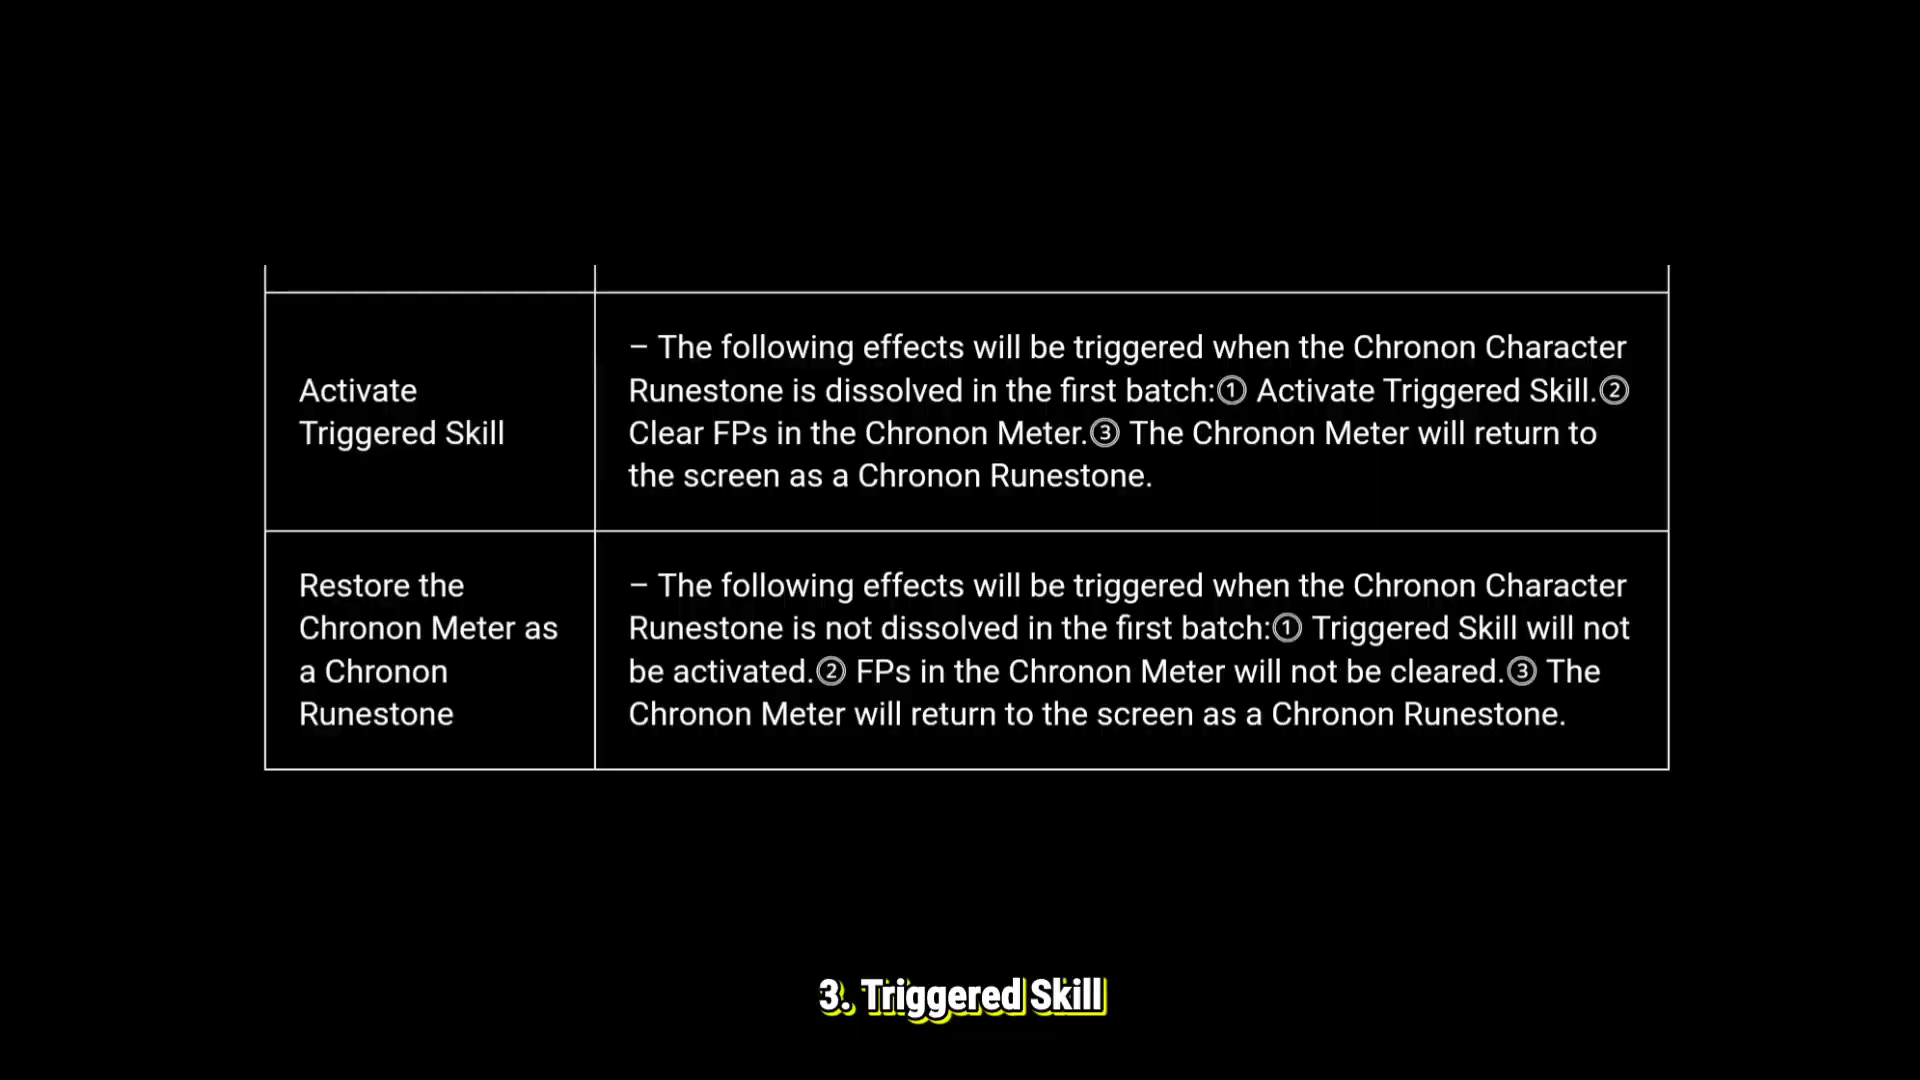 Activate
Triggered Skill
– The following effects will be triggered when the Chronon Character
Runestone is dissolved in the first batch:① Activate Triggered Skill.②
Clear FPs in the Chronon Meter.③ The Chronon Meter will return to
the screen as a Chronon Runestone.
Restore the
Chronon Meter as
a Chronon
Runestone
– The following effects will be triggered when the Chronon Character
Runestone is not dissolved in the first batch:① Triggered Skill will not
be activated.② FPs in the Chronon Meter will not be cleared.③ The
Chronon Meter will return to the screen as a Chronon Runestone.
3. Triggered Skill